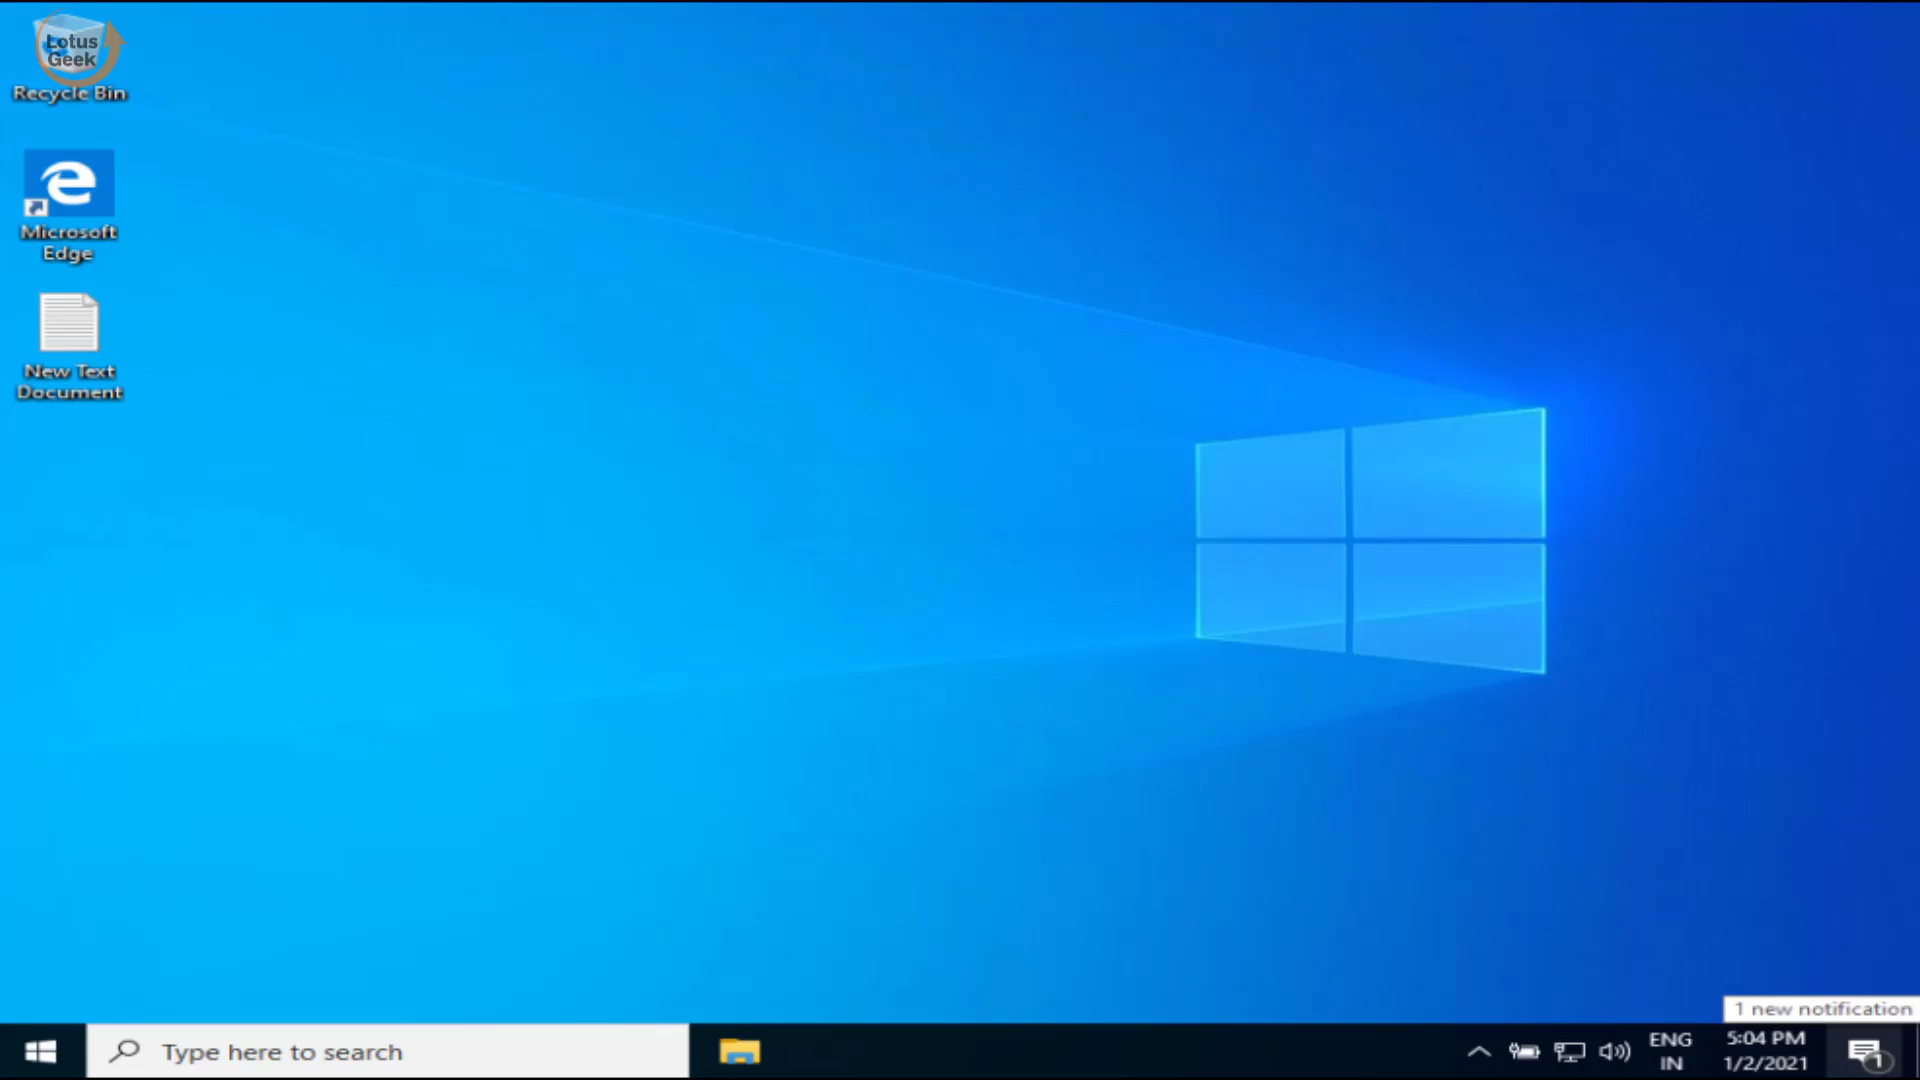 Lotus
Geek
Recycle Bin
Microsoft
Edge
New Text
Document
1 new notification
Type here to search
ENG
IN
5:04 PM
1/2/2021
1